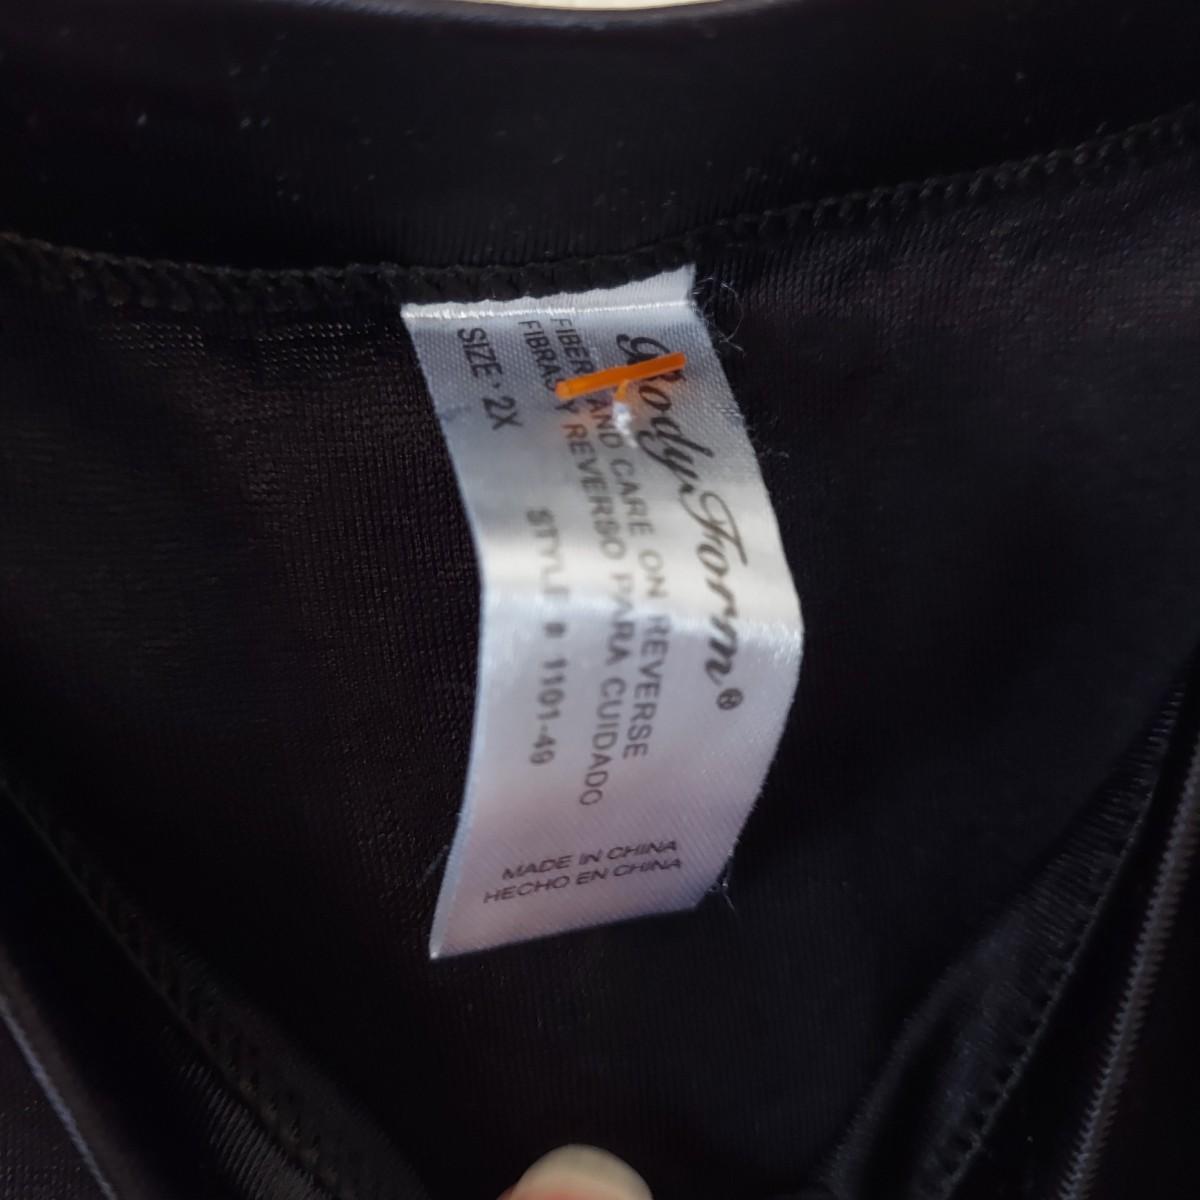 Body Form®
FIBER AND CARE ON REVERSE
FIBRAS Y REVERSO PARA CUIDADO
SIZE: 2X STYLE # 1101-49
MADE IN CHINA
HECHO EN CHINA